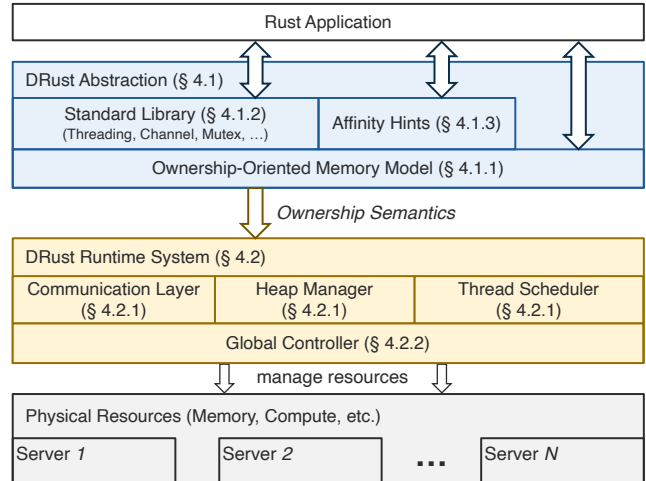 Rust Application
DRust Abstraction (§ 4.1)
Standard Library (§ 4.1.2)
(Threading, Channel, Mutex, ...)
Affinity Hints (§ 4.1.3)
Ownership-Oriented Memory Model (§ 4.1.1)
Ownership Semantics
DRust Runtime System (§ 4.2)
Communication Layer
(§ 4.2.1)
Heap Manager
(§ 4.2.1)
Thread Scheduler
(§ 4.2.1)
Global Controller (§ 4.2.2)
manage resources
Physical Resources (Memory, Compute, etc.)
Server 1
Server 2
...
Server N